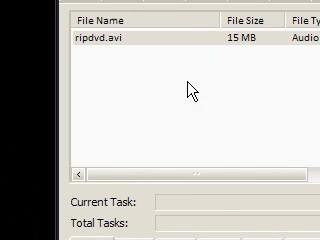 File Name File Size File Ty
ripdvd.avi 15 MB Audio
Current Task:
Total Tasks: